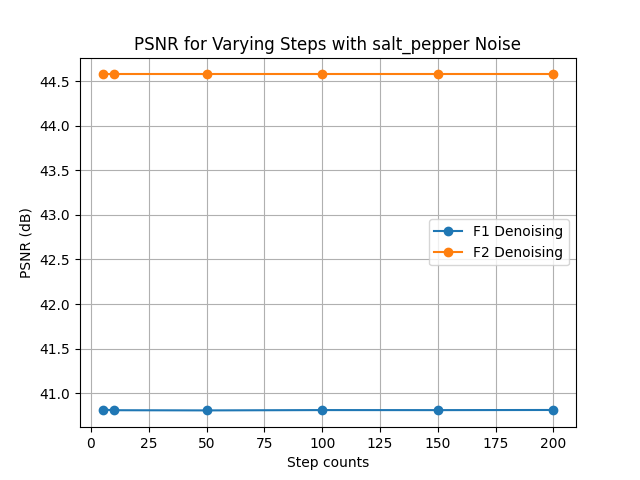 PSNR for Varying Steps with salt_pepper Noise
44.5
44.0
43.5
43.0
42.5
42.0
41.5
41.0
PSNR (dB)
F1 Denoising
F2 Denoising
0 25 50 75 100 125 150 175 200
Step counts